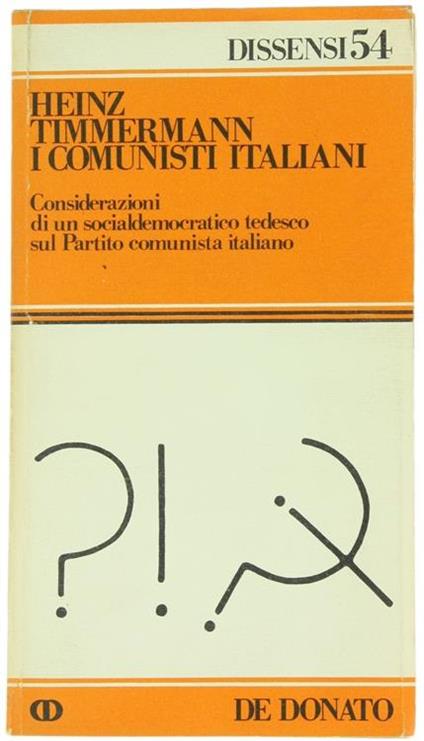 DISSENSI 54
HEINZ
TIMMERMANN
I COMUNISTI ITALIANI
Considerazioni
di un socialdemocratico tedesco
sul Partito comunista italiano
?!
DE DONATO